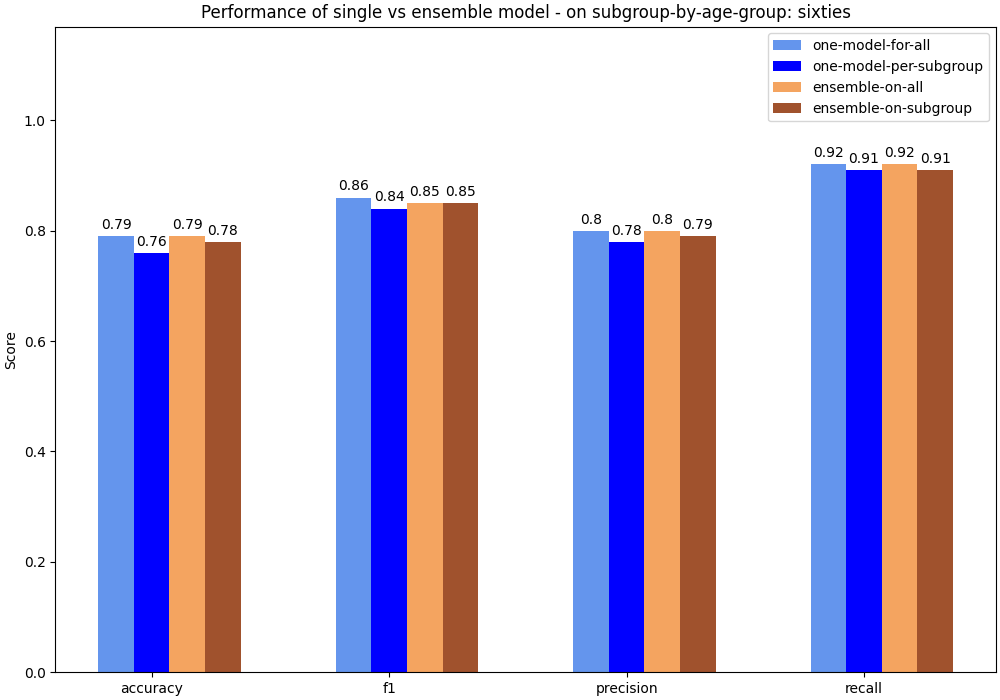 Performance of single vs ensemble model - on subgroup-by-age-group: sixties
one-model-for-all
one-model-per-subgroup
ensemble-on-all
ensemble-on-subgroup
Score
1.0
0.8
0.6
0.4
0.2
0.0
0.79 0.76 0.79 0.78
0.86 0.84 0.85 0.85
0.8 0.78 0.8 0.79
0.92 0.91 0.92 0.91
accuracy f1 precision recall